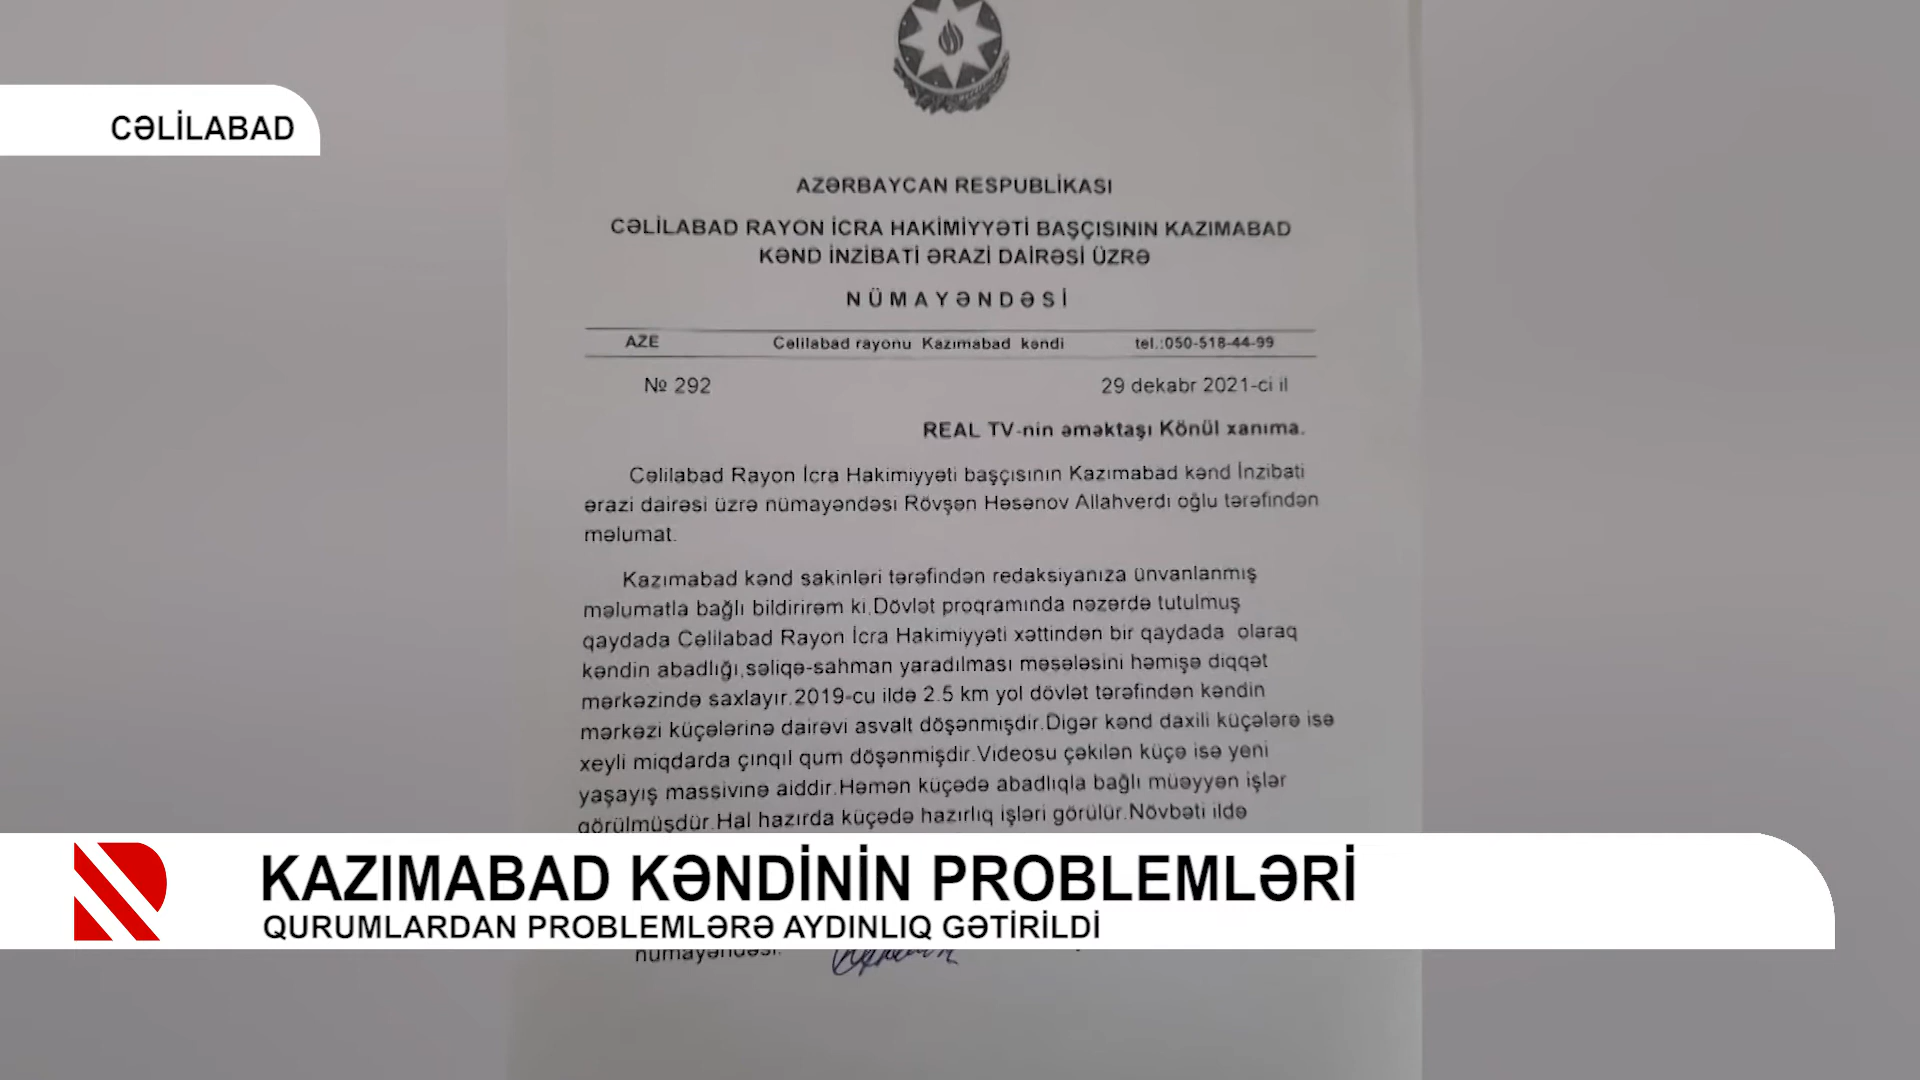 CƏLİLABAD
AZƏRBAYCAN RESPUBLİKASI
CƏLİLABAD RAYON İCRA HAKİMİYYƏTİ BAŞÇISININ KAZIMABAD
KƏND İNZİBATİ ƏRAZİ DAİRƏSİ ÜZRƏ
NÜMAYƏNDƏSİ
AZE Cəlilabad rayonu Kazımabad kəndi tel.:050-518-44-99
№ 292 29 dekabr 2021-ci il
REAL TV-nin əməktaşı Könül xanıma.
Cəlilabad Rayon İcra Hakimiyyəti başçısının Kazımabad kənd İnzibati
ərazi dairəsi üzrə nümayəndəsi Rövşən Həsənov Allahverdi oğlu tərəfindən
məlumat.
Kazımabad kənd sakinləri tərəfindən redaksiyanıza ünvanlanmış
məlumatla bağlı bildirirəm ki.Dövlət proqramında nəzərdə tutulmuş
qaydada Cəlilabad Rayon İcra Hakimiyyəti xəttindən bir qaydada olaraq
kəndin abadlığı,səliqə-sahman yaradılması məsələsini həmişə diqqət
mərkəzində saxlayır.2019-cu ildə 2.5 km yol dövlət tərəfindən kəndin
mərkəzi küçələrinə dairəvi asvalt döşənmişdir.Digər kənd daxili küçələrə isə
xeyli miqdarda çınqıl qum döşənmişdir.Videosu çəkilən küçə isə yeni
yaşayış massivinə aiddir.Həmən küçədə abadlıqla bağlı müəyyən işlər
görülmüşdür.Hal hazırda küçədə hazırlıq işləri görülür.Növbəti ildə
KAZIMABAD KƏNDİNİN PROBLEMLƏRİ
QURUMLARDAN PROBLEMLƏRƏ AYDINLIQ GƏTİRİLDİ
nümayəndəsi: